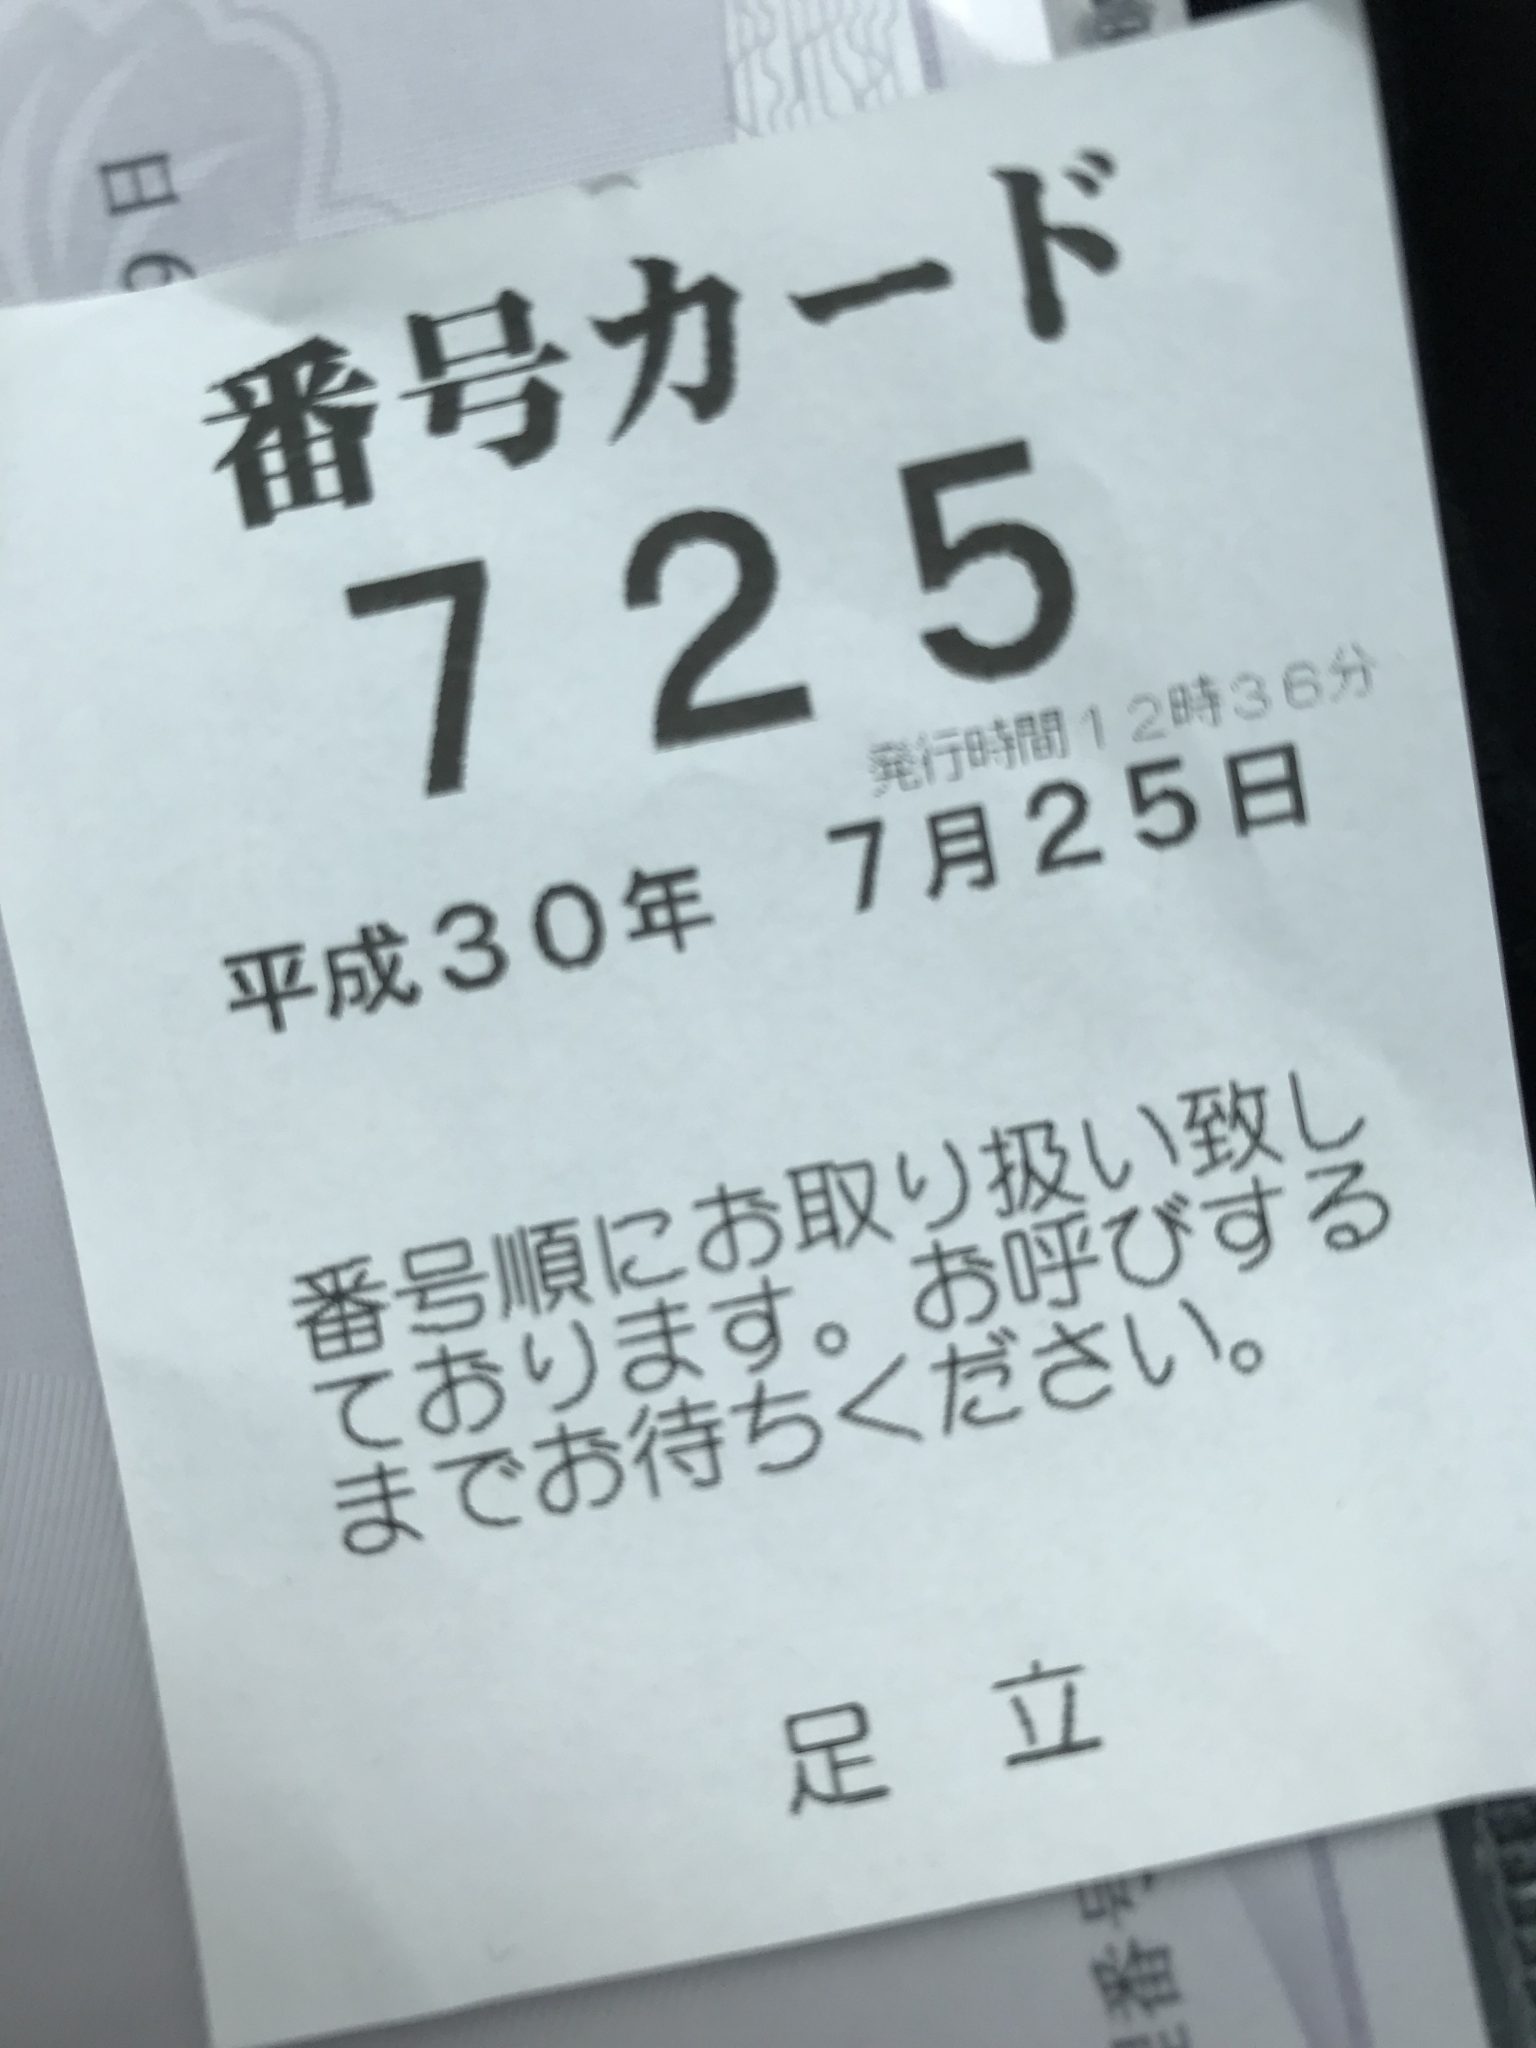 番号カード
７２５
発行時間１２時３６分
平成３０年　７月２５日
番号順にお取り扱い致し
ております。お呼びする
までお待ちください。
足　立
日
番号